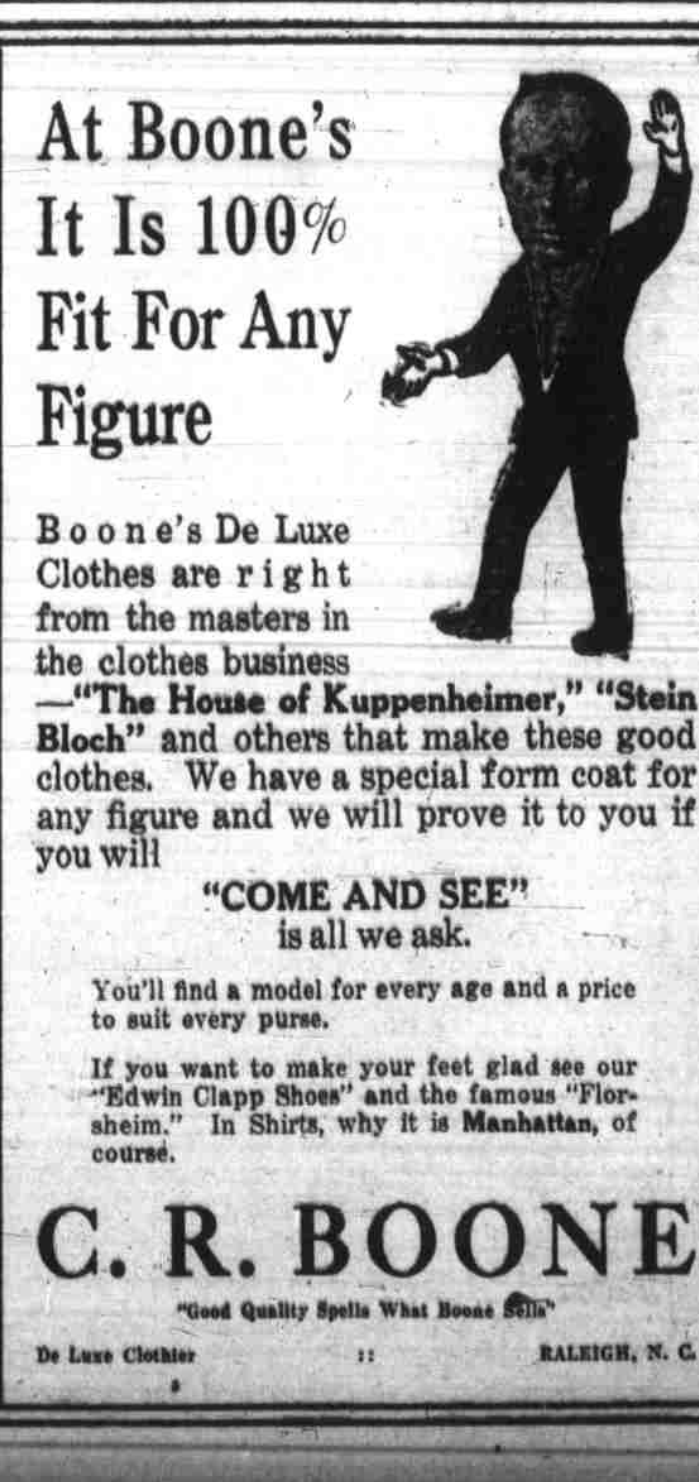 At Boone's
It Is 100%
Fit For Any
Figure
Boone's De Luxe
Clothes are right
from the masters in
the clothes business
—“The House of Kuppenheimer,” “Stein
Bloch” and others that make these good
clothes. We have a special form coat for
any figure and we will prove it to you if
you will
“COME AND SEE”
is all we ask.
You'll find a model for every age and a price
to suit every purse.
If you want to make your feet glad see our
“Edwin Clapp Shoes” and the famous “Flor-
sheim.” In Shirts, why it is Manhattan, of
course.
C. R. BOONE
“Good Quality Spells What Boone Sells”
De Luxe Clothier :: RALEIGH, N. C.